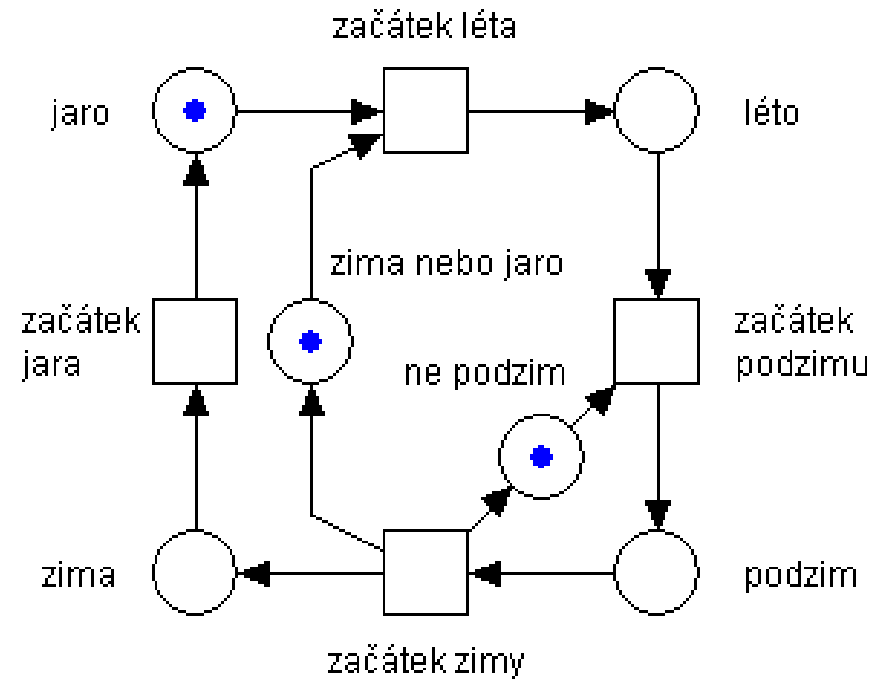 začátek léta
jaro
léto
zima nebo jaro
začátek
jara
začátek
podzimu
ne podzim
zima
podzim
začátek zimy